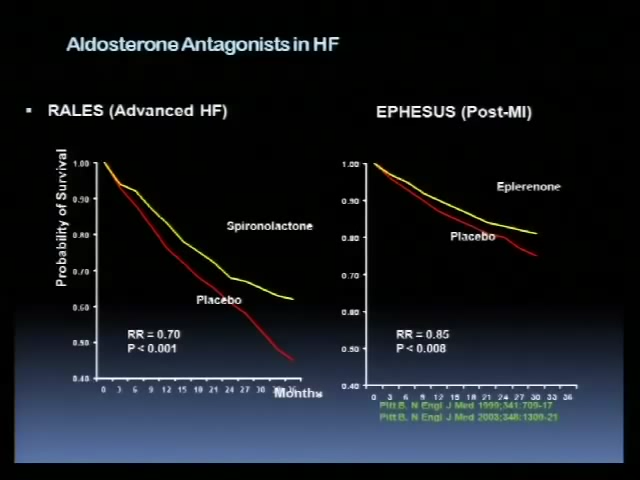 Aldosterone Antagonists in HF
▪ RALES (Advanced HF)
EPHESUS (Post-MI)
Probability of Survival
1.00
0.90
0.80
0.70
0.60
0.50
0.40
Spironolactone
Placebo
RR = 0.70
P < 0.001
0 3 6 9 12 15 18 21 24 27 30 36
Months
1.00
0.90
0.80
0.70
0.60
0.50
0.40
Eplerenone
Placebo
RR = 0.85
P < 0.008
0 3 6 9 12 15 18 21 24 27 30 33 36
Pitt B. N Engl J Med 1999;341:709-17
Pitt B. N Engl J Med 2003;348:1309-21